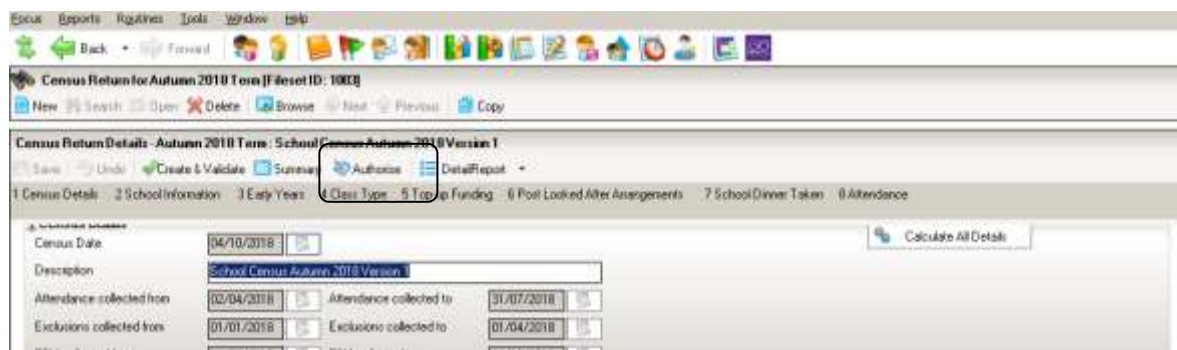 Focus Reports Routines Tools Window Help
Back Forward
Census Return for Autumn 2018 Term [Fileset ID: 1003]
New Search Open Delete Browse Next Previous Copy
Census Return Details - Autumn 2018 Term : School Census Autumn 2018 Version 1
Save Undo Create & Validate Summary Authorise DetailReport
1 Census Details 2 School Information 3 Early Years 4 Class Type 5 Top-up Funding 6 Post Looked After Arrangements 7 School Dinner Taken 8 Attendance
1 Census Details
Census Date 04/10/2018 Calculate All Details
Description School Census Autumn 2018 Version 1
Attendance collected from 02/04/2018 Attendance collected to 31/07/2018
Exclusions collected from 01/01/2018 Exclusions collected to 01/04/2018